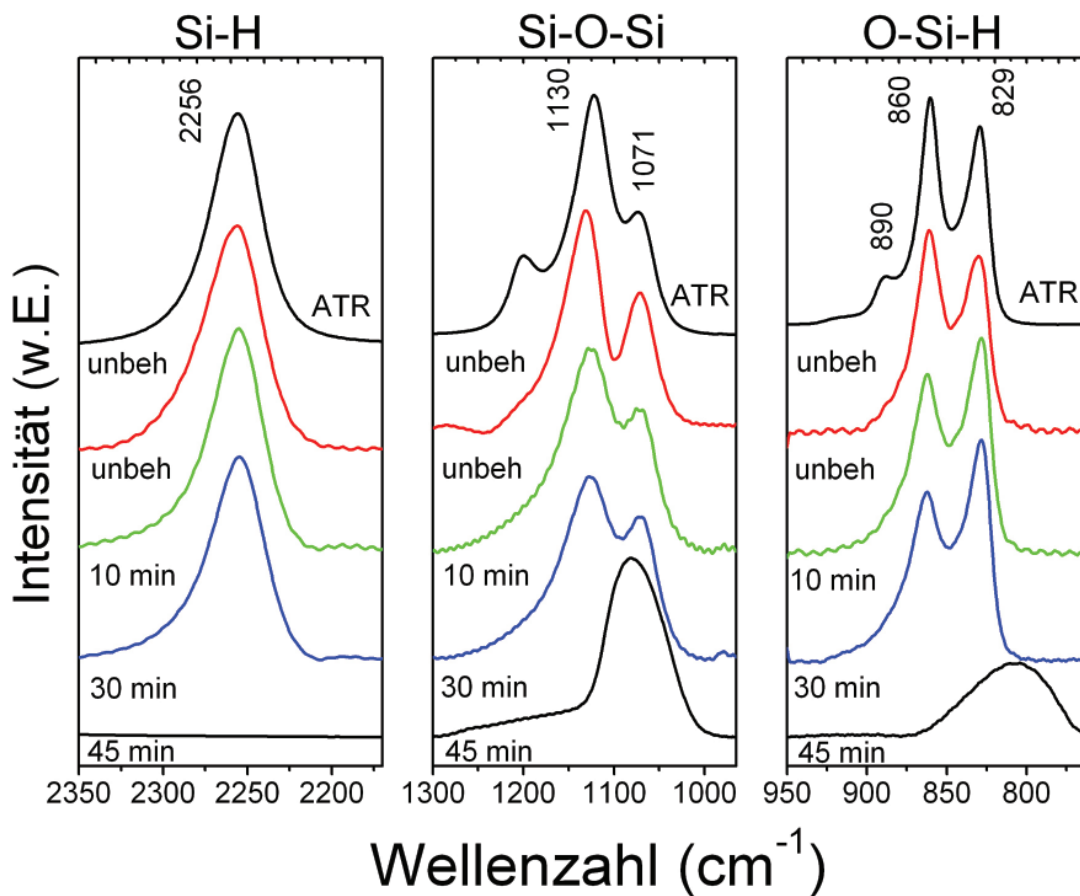 Si-H
Si-O-Si
O-Si-H
2256
1130
1071
890
860
829
ATR
ATR
ATR
unbeh
unbeh
unbeh
unbeh
unbeh
unbeh
10 min
10 min
10 min
30 min
30 min
30 min
45 min
45 min
45 min
2350 2300 2250 2200
1300 1200 1100 1000
950 900 850 800
Intensität (w.E.)
Wellenzahl (cm⁻¹)